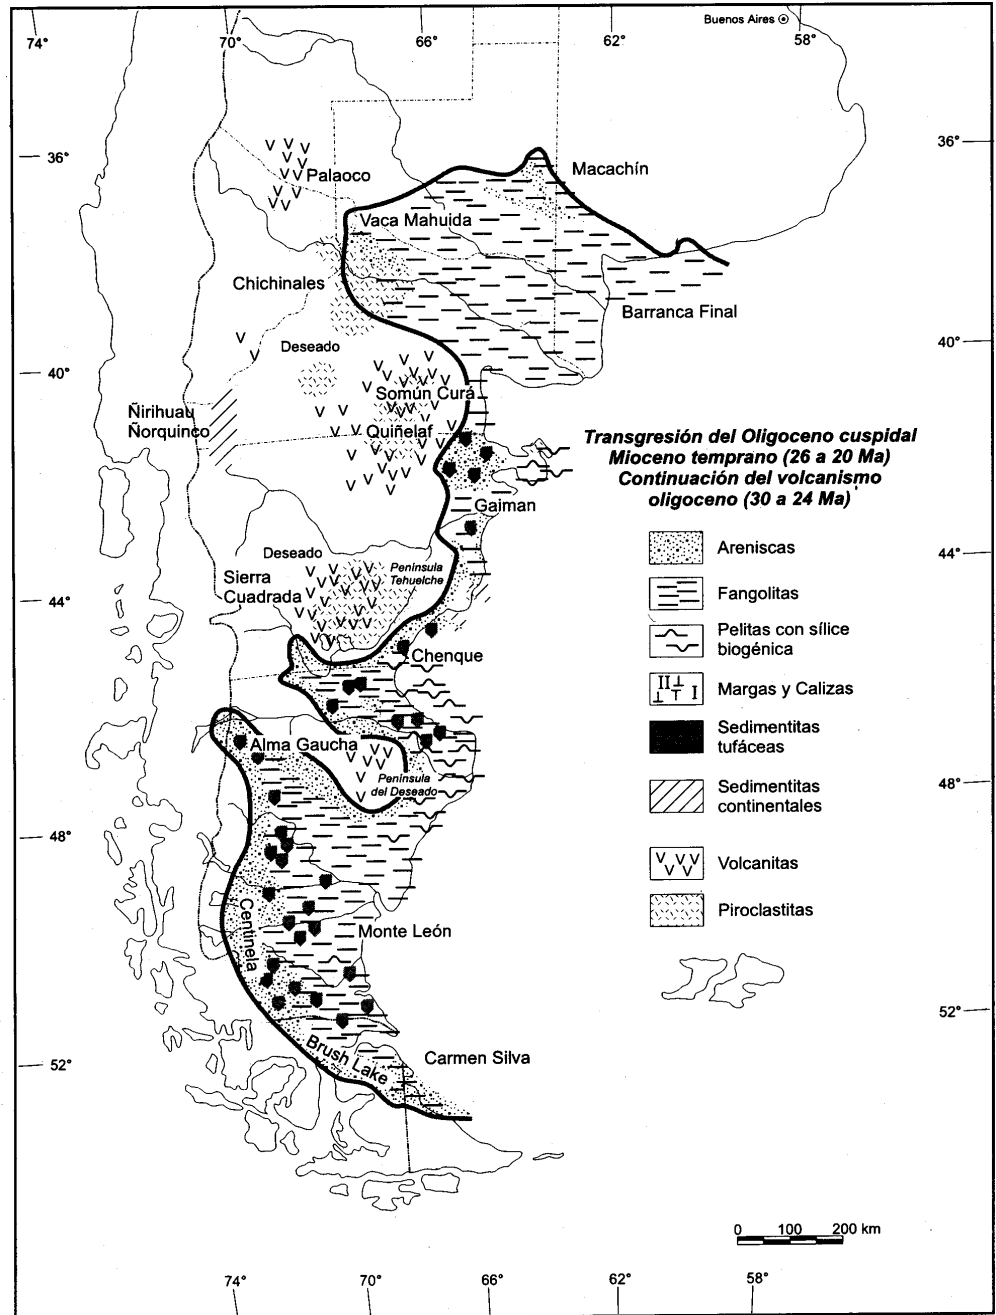 Buenos Aires
74°
70°
66°
62°
58°
36°
36°
Macachín
Palaoco
Vaca Mahuida
Chichinales
Barranca Final
40°
Deseado
40°
Somún Curá
Ñirihuau
Ñorquinco
Quiñelaf
Transgresión del Oligoceno cuspidal
Mioceno temprano (26 a 20 Ma)
Continuación del volcanismo
oligoceno (30 a 24 Ma)
Gaiman
Areniscas
44°
Deseado
Península
Tehuelche
Sierra
Cuadrada
Fangolitas
44°
Pelitas con sílice
biogénica
Chenque
Margas y Calizas
Sedimentitas
tufáceas
Alma Gaucha
Península
del Deseado
48°
Sedimentitas
continentales
48°
Volcanitas
Piroclastitas
Centinela
Monte León
52°
52°
Brush Lake
Carmen Silva
0 100 200 km
74°
70°
66°
62°
58°